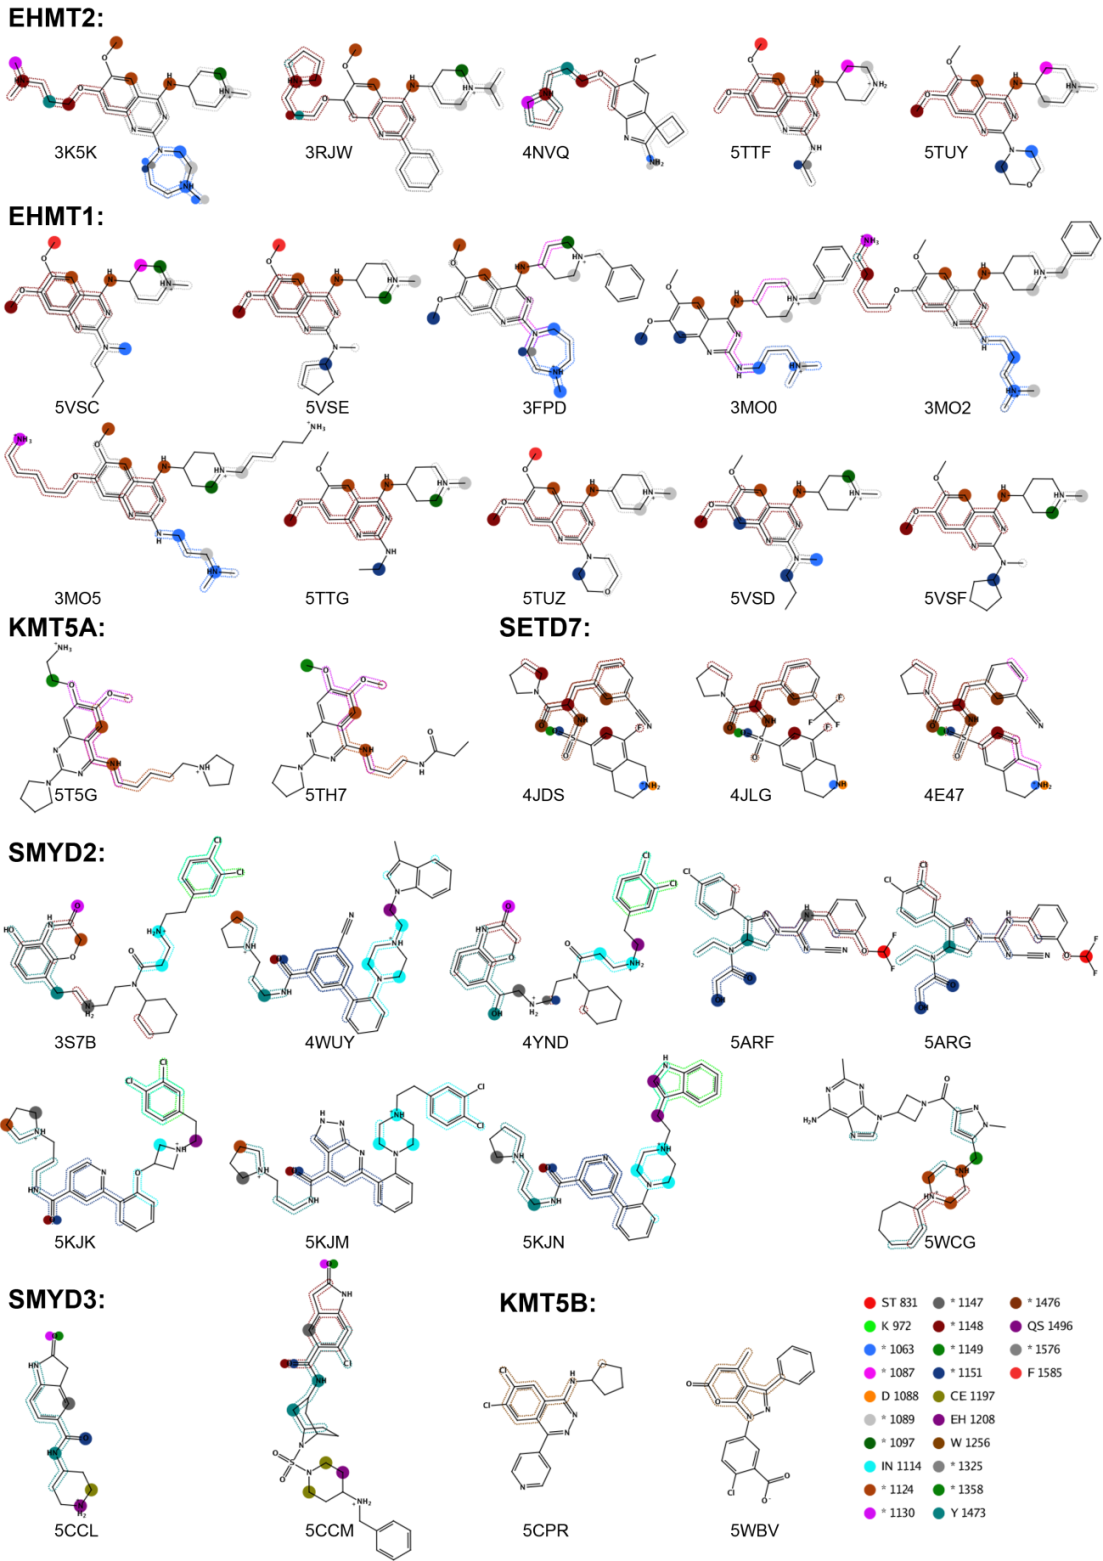 EHMT2:
3K5K 3RJW 4NVQ 5TTF 5TUY
EHMT1:
5VSC 5VSE 3FPD 3MO0 3MO2
3MO5 5TTG 5TUZ 5VSD 5VSF
KMT5A: SETD7:
5T5G 5TH7 4JDS 4JLG 4E47
SMYD2:
3S7B 4WUY 4YND 5ARF 5ARG
5KJK 5KJM 5KJN 5WCG
SMYD3: KMT5B:
5CCL 5CCM 5CPR 5WBV
ST 831 * 1147 * 1476
K 972 * 1148 QS 1496
* 1063 * 1149 * 1576
* 1087 * 1151 F 1585
D 1088 CE 1197
* 1089 EH 1208
* 1097 W 1256
IN 1114 * 1325
* 1124 * 1358
* 1130 Y 1473